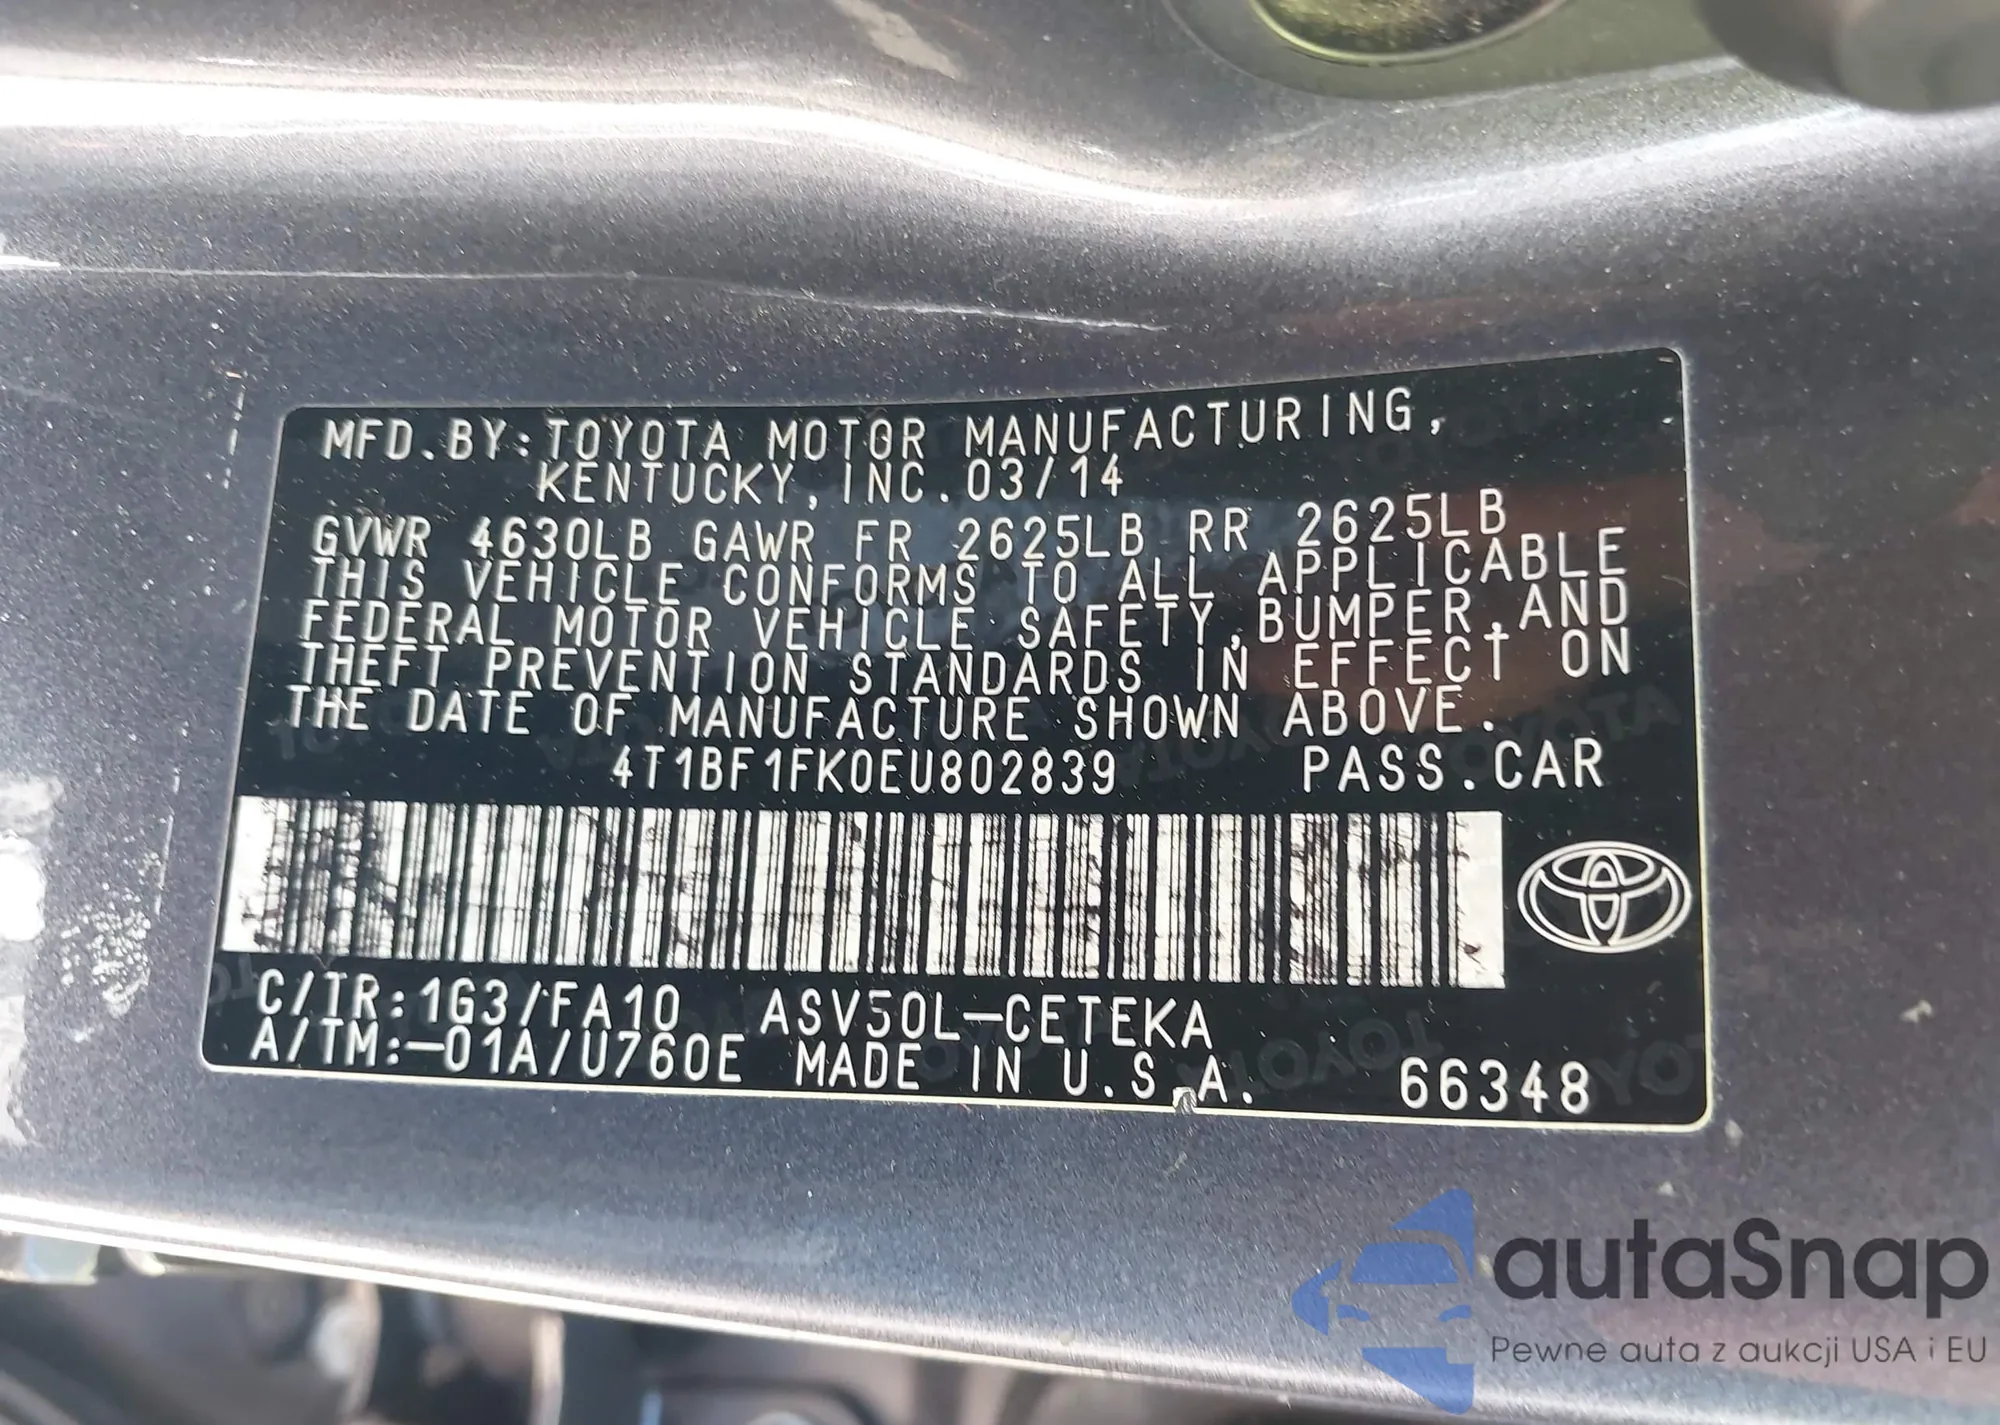 MFD.BY:TOYOTA MOTOR MANUFACTURING,
KENTUCKY, INC. 03/14
GVWR 4630LB GAWR FR 2625LB RR 2625LB
THIS VEHICLE CONFORMS TO ALL APPLICABLE
FEDERAL MOTOR VEHICLE SAFETY, BUMPER, AND
THEFT PREVENTION STANDARDS IN EFFECT ON
THE DATE OF MANUFACTURE SHOWN ABOVE.
4T1BF1FK0EU802839 PASS.CAR
C/TR:1G3/FA10 ASV50L-CETEKA
A/TM:-01A/U760E MADE IN U.S.A. 66348
autaSnap
Pewne auta z aukcji USA i EU